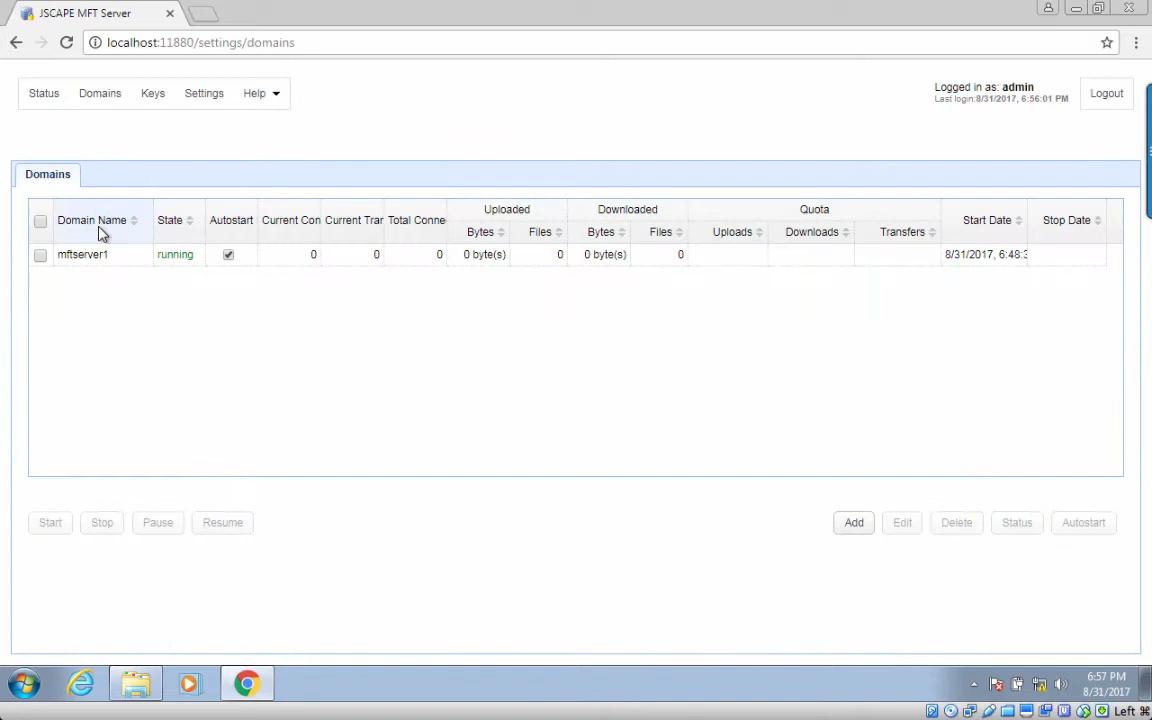 JSCAPE MFT Server
localhost:11880/settings/domains
Status Domains Keys Settings Help
Logged in as: admin
Last login:8/31/2017, 6:56:01 PM
Logout
Domains
Domain Name State Autostart Current Con Current Trar Total Conne Uploaded Downloaded Quota Start Date Stop Date
Bytes Files Bytes Files Uploads Downloads Transfers
mftserver1 running 0 0 0 0 byte(s) 0 0 byte(s) 0 8/31/2017, 6:48:3
Start Stop Pause Resume Add Edit Delete Status Autostart
6:57 PM
8/31/2017
Left ⌘